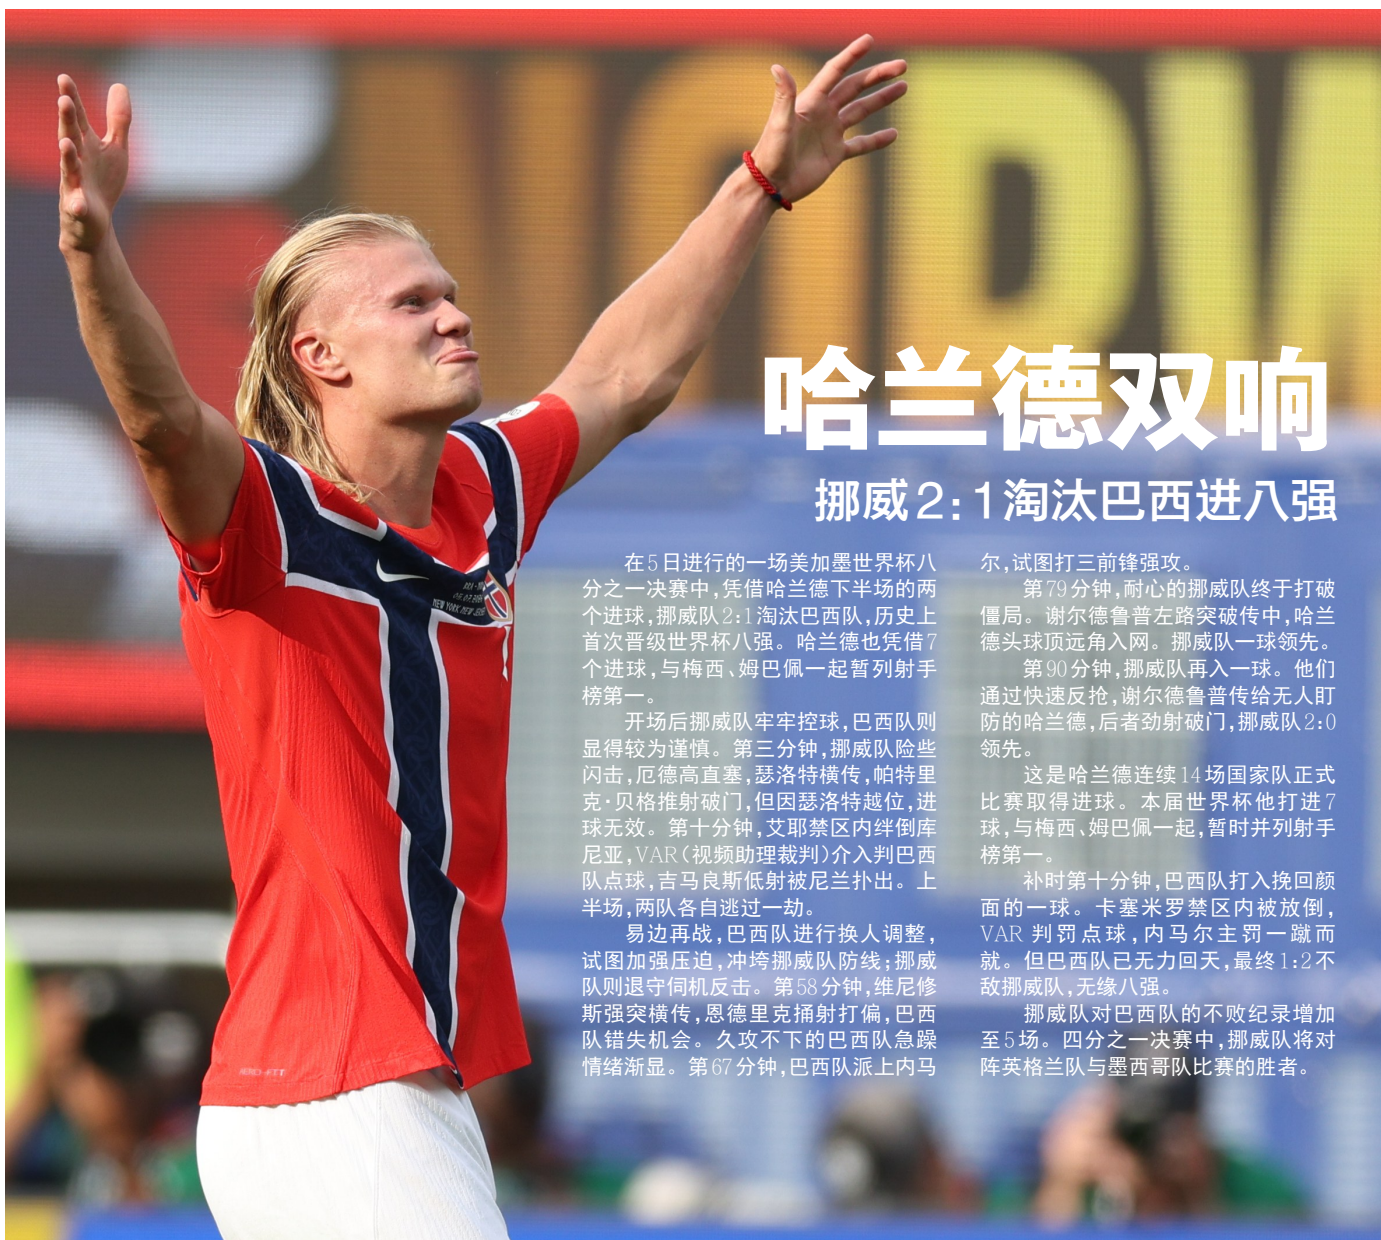 NORW
哈兰德双响
挪威2:1淘汰巴西进八强
在5日进行的一场美加墨世界杯八
分之一决赛中,凭借哈兰德下半场的两
个进球,挪威队2:1淘汰巴西队,历史上
首次晋级世界杯八强。哈兰德也凭借7
个进球,与梅西、姆巴佩一起暂列射手
榜第一。
开场后挪威队牢牢控球,巴西队则
显得较为谨慎。第三分钟,挪威队险些
闪击,厄德高直塞,瑟洛特横传,帕特里
克·贝格推射破门,但因瑟洛特越位,进
球无效。第十分钟,艾耶禁区内绊倒库
尼亚,VAR(视频助理裁判)介入判巴西
队点球,吉马良斯低射被尼兰扑出。上
半场,两队各自逃过一劫。
易边再战,巴西队进行换人调整,
试图加强压迫,冲垮挪威队防线;挪威
队则退守伺机反击。第58分钟,维尼修
斯强突横传,恩德里克捅射打偏,巴西
队错失机会。久攻不下的巴西队急躁
情绪渐显。第67分钟,巴西队派上内马
尔,试图打三前锋强攻。
第79分钟,耐心的挪威队终于打破
僵局。谢尔德鲁普左路突破传中,哈兰
德头球顶远角入网。挪威队一球领先。
第90分钟,挪威队再入一球。他们
通过快速反抢,谢尔德鲁普传给无人盯
防的哈兰德,后者劲射破门,挪威队2:0
领先。
这是哈兰德连续14场国家队正式
比赛取得进球。本届世界杯他打进7
球,与梅西、姆巴佩一起,暂时并列射手
榜第一。
补时第十分钟,巴西队打入挽回颜
面的一球。卡塞米罗禁区内被放倒,
VAR判罚点球,内马尔主罚一蹴而
就。但巴西队已无力回天,最终1:2不
敌挪威队,无缘八强。
挪威队对巴西队的不败纪录增加
至5场。四分之一决赛中,挪威队将对
阵英格兰队与墨西哥队比赛的胜者。